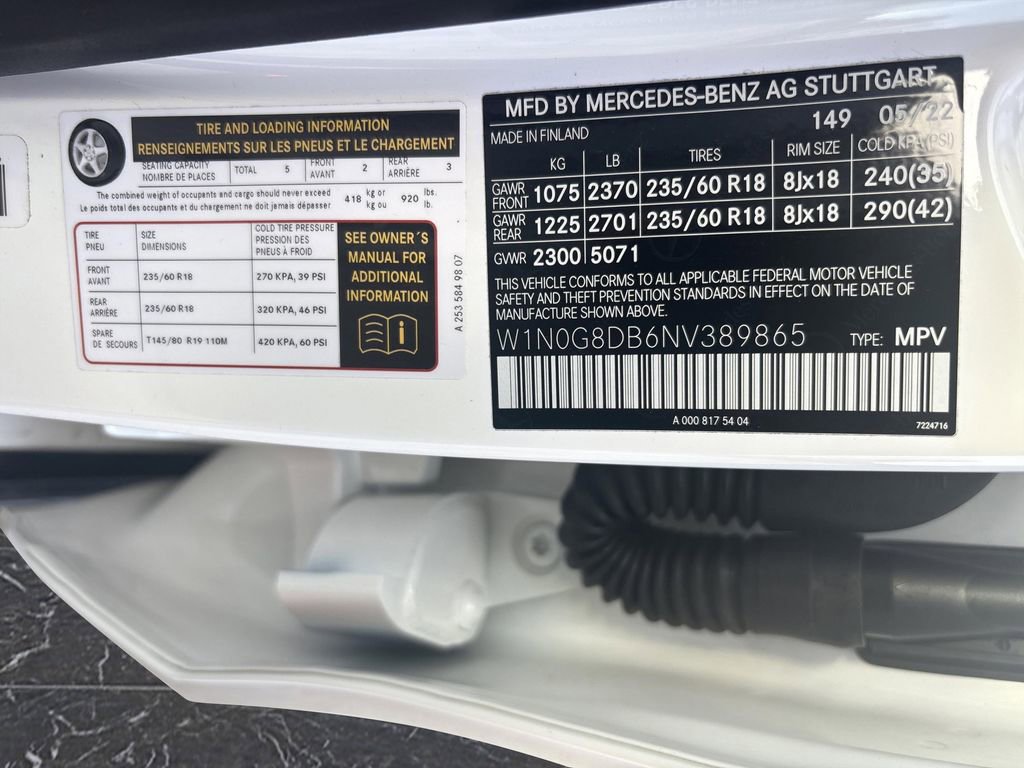 TIRE AND LOADING INFORMATION
RENSEIGNEMENTS SUR LES PNEUS ET LE CHARGEMENT
SEATING CAPACITY
NOMBRE DE PLACES
TOTAL 5
FRONT
AVANT
2
REAR
ARRIÈRE
3
The combined weight of occupants and cargo should never exceed
Le poids total des occupants et du chargement ne doit jamais dépasser
418 kg or
kg ou
920 lbs.
lb.
TIRE
PNEU
SIZE
DIMENSIONS
COLD TIRE PRESSURE
PRESSION DES
PNEUS À FROID
FRONT
AVANT
235/60 R18
270 KPA, 39 PSI
REAR
ARRIÈRE
235/60 R18
320 KPA, 46 PSI
SPARE
DE SECOURS
T145/80 R19 110M
420 KPA, 60 PSI
SEE OWNER´S
MANUAL FOR
ADDITIONAL
INFORMATION
i
A 253 584 98 07
MFD BY MERCEDES-BENZ AG STUTTGART
149 05/22
MADE IN FINLAND
KG LB TIRES RIM SIZE COLD KPA(PSI)
GAWR
FRONT
1075 2370 235/60 R18 8Jx18 240(35)
GAWR
REAR
1225 2701 235/60 R18 8Jx18 290(42)
GVWR 2300 5071
THIS VEHICLE CONFORMS TO ALL APPLICABLE FEDERAL MOTOR VEHICLE
SAFETY AND THEFT PREVENTION STANDARDS IN EFFECT ON THE DATE OF
MANUFACTURE SHOWN ABOVE.
W1N0G8DB6NV389865 TYPE: MPV
A 000 817 54 04
7224716